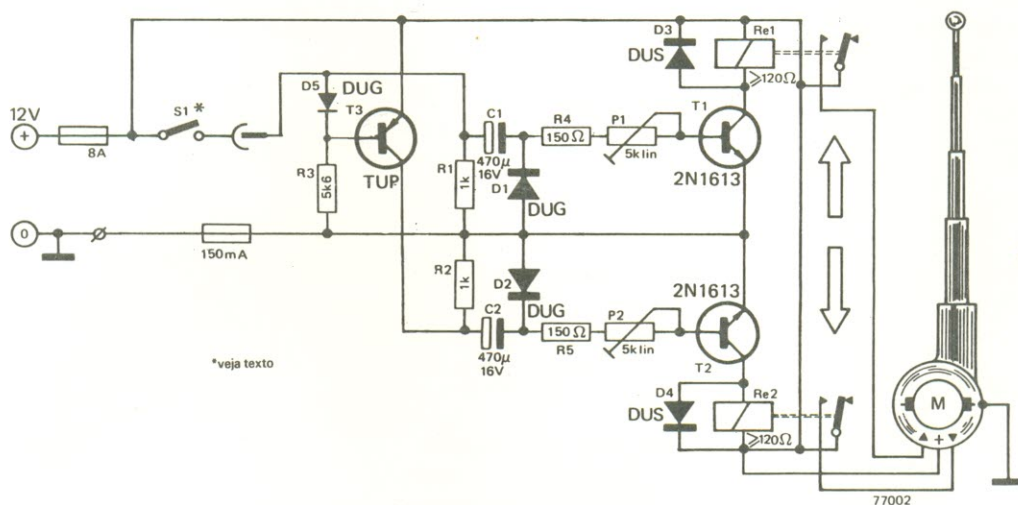 12V
+
8A
S1*
D5
DUG
T3
TUP
R3
5k6
R1
1k
C1
470μ
16V
D1
DUG
R4
150Ω
P1
5k lin
T1
2N1613
D3
DUS
Re1
≥120Ω
0
150mA
R2
1k
C2
470μ
16V
D2
DUG
150Ω
R5
P2
5k lin
2N1613
T2
D4
DUS
Re2
≥120Ω
*veja texto
M
+
77002